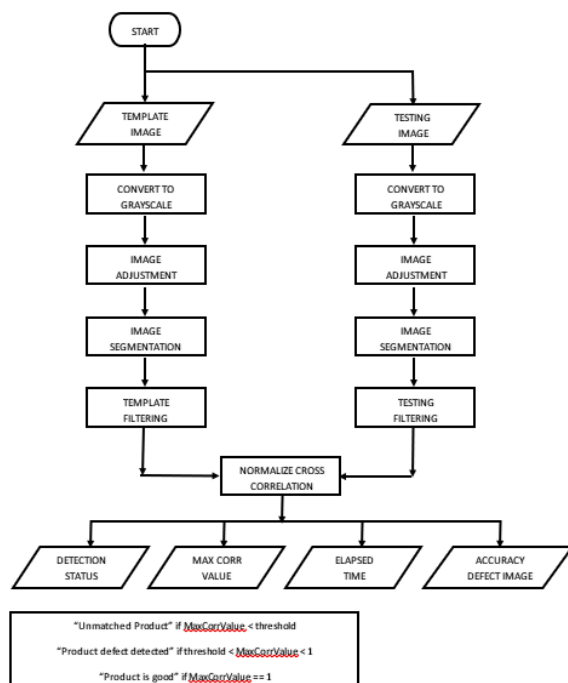 START
TEMPLATE
IMAGE
TESTING
IMAGE
CONVERT TO
GRAYSCALE
CONVERT TO
GRAYSCALE
IMAGE
ADJUSTMENT
IMAGE
ADJUSTMENT
IMAGE
SEGMENTATION
IMAGE
SEGMENTATION
TEMPLATE
FILTERING
TESTING
FILTERING
NORMALIZE CROSS
CORRELATION
DETECTION
STATUS
MAX CORR
VALUE
ELAPSED
TIME
ACCURACY
DEFECT IMAGE
“Unmatched Product” if MaxCorrValue < threshold
“Product defect detected” if threshold < MaxCorrValue < 1
“Product is good” if MaxCorrValue == 1